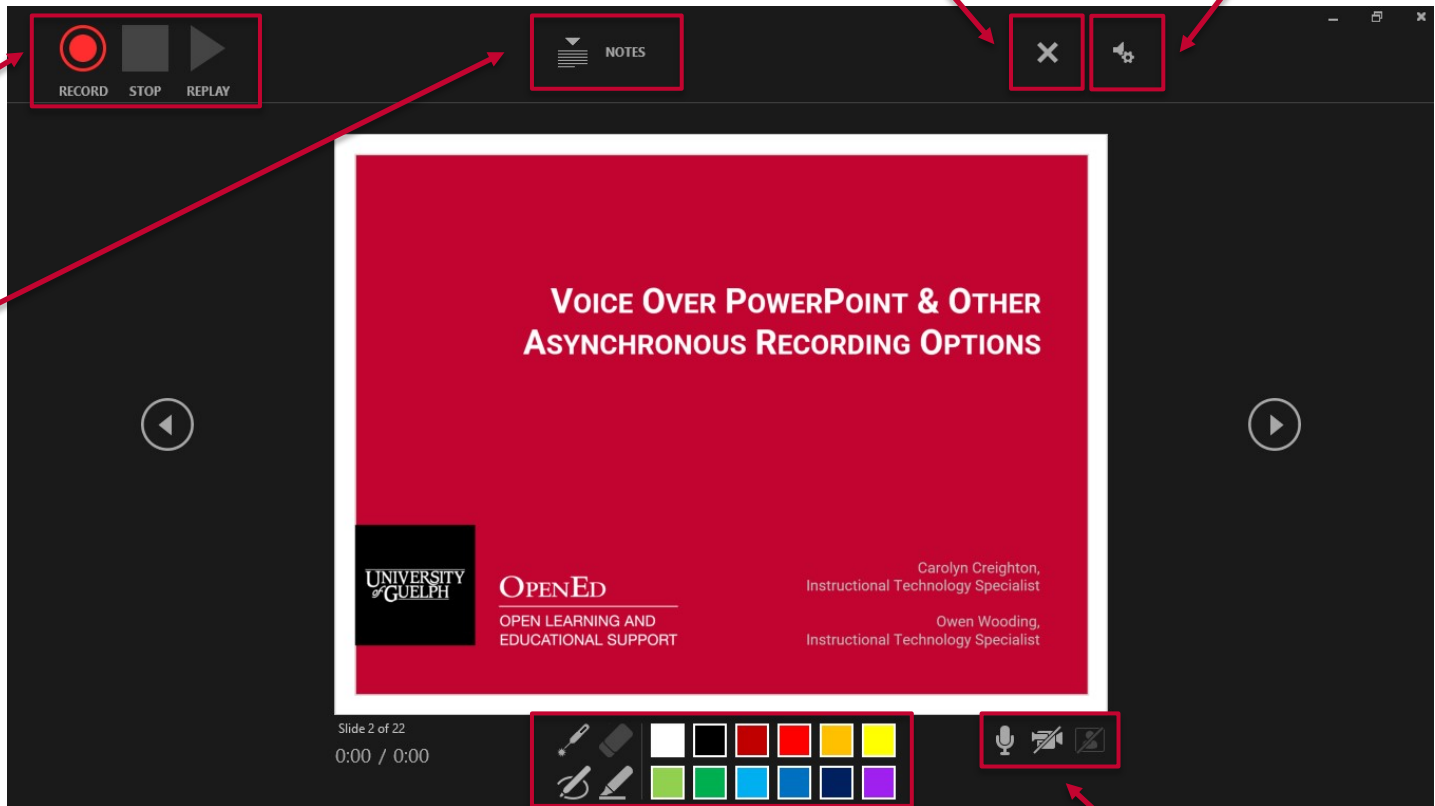 RECORD STOP REPLAY
NOTES
VOICE OVER POWERPOINT & OTHER
ASYNCHRONOUS RECORDING OPTIONS
UNIVERSITY
of GUELPH
OPENED
OPEN LEARNING AND
EDUCATIONAL SUPPORT
Carolyn Creighton,
Instructional Technology Specialist
Owen Wooding,
Instructional Technology Specialist
Slide 2 of 22
0:00 / 0:00